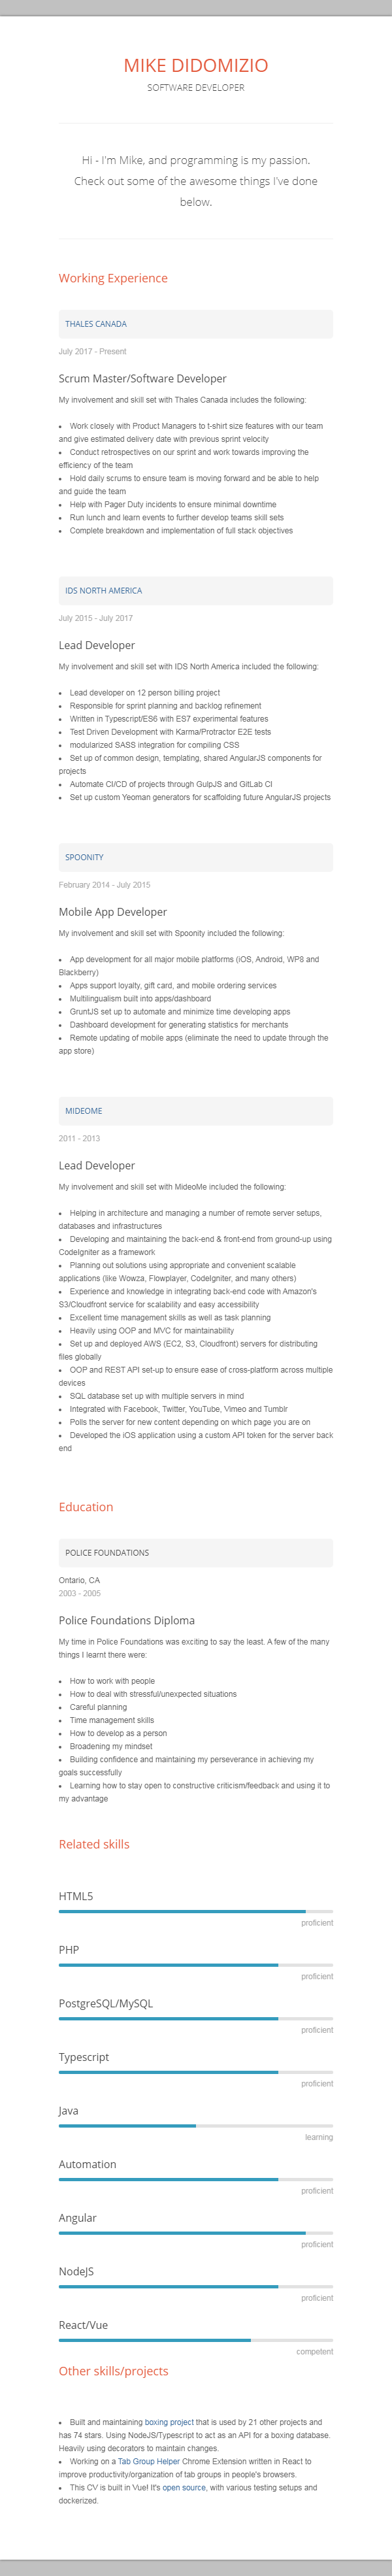 MIKE DIDOMIZIO
SOFTWARE DEVELOPER
Hi - I'm Mike, and programming is my passion.
Check out some of the awesome things I've done
below.
Working Experience
THALES CANADA
July 2017 - Present
Scrum Master/Software Developer
My involvement and skill set with Thales Canada includes the following:
• Work closely with Product Managers to t-shirt size features with our team
and give estimated delivery date with previous sprint velocity
• Conduct retrospectives on our sprint and work towards improving the
efficiency of the team
• Hold daily scrums to ensure team is moving forward and be able to help
and guide the team
• Help with Pager Duty incidents to ensure minimal downtime
• Run lunch and learn events to further develop teams skill sets
• Complete breakdown and implementation of full stack objectives
IDS NORTH AMERICA
July 2015 - July 2017
Lead Developer
My involvement and skill set with IDS North America included the following:
• Lead developer on 12 person billing project
• Responsible for sprint planning and backlog refinement
• Written in Typescript/ES6 with ES7 experimental features
• Test Driven Development with Karma/Protractor E2E tests
• modularized SASS integration for compiling CSS
• Set up of common design, templating, shared AngularJS components for
projects
• Automate CI/CD of projects through GulpJS and GitLab CI
• Set up custom Yeoman generators for scaffolding future AngularJS projects
SPOONITY
February 2014 - July 2015
Mobile App Developer
My involvement and skill set with Spoonity included the following:
• App development for all major mobile platforms (iOS, Android, WP8 and
Blackberry)
• Apps support loyalty, gift card, and mobile ordering services
• Multilingualism built into apps/dashboard
• GruntJS set up to automate and minimize time developing apps
• Dashboard development for generating statistics for merchants
• Remote updating of mobile apps (eliminate the need to update through the
app store)
MIDEOME
2011 - 2013
Lead Developer
My involvement and skill set with MideoMe included the following:
• Helping in architecture and managing a number of remote server setups,
databases and infrastructures
• Developing and maintaining the back-end & front-end from ground-up using
CodeIgniter as a framework
• Planning out solutions using appropriate and convenient scalable
applications (like Wowza, Flowplayer, CodeIgniter, and many others)
• Experience and knowledge in integrating back-end code with Amazon's
S3/Cloudfront service for scalability and easy accessibility
• Excellent time management skills as well as task planning
• Heavily using OOP and MVC for maintainability
• Set up and deployed AWS (EC2, S3, Cloudfront) servers for distributing
files globally
• OOP and REST API set-up to ensure ease of cross-platform across multiple
devices
• SQL database set up with multiple servers in mind
• Integrated with Facebook, Twitter, YouTube, Vimeo and Tumblr
• Polls the server for new content depending on which page you are on
• Developed the iOS application using a custom API token for the server back
end
Education
POLICE FOUNDATIONS
Ontario, CA
2003 - 2005
Police Foundations Diploma
My time in Police Foundations was exciting to say the least. A few of the many
things I learnt there were:
• How to work with people
• How to deal with stressful/unexpected situations
• Careful planning
• Time management skills
• How to develop as a person
• Broadening my mindset
• Building confidence and maintaining my perseverance in achieving my
goals successfully
• Learning how to stay open to constructive criticism/feedback and using it to
my advantage
Related skills
HTML5
proficient
PHP
proficient
PostgreSQL/MySQL
proficient
Typescript
proficient
Java
learning
Automation
proficient
Angular
proficient
NodeJS
proficient
React/Vue
competent
Other skills/projects
• Built and maintaining boxing project that is used by 21 other projects and
has 74 stars. Using NodeJS/Typescript to act as an API for a boxing database.
Heavily using decorators to maintain changes.
• Working on a Tab Group Helper Chrome Extension written in React to
improve productivity/organization of tab groups in people's browsers.
• This CV is built in Vue! It's open source, with various testing setups and
dockerized.